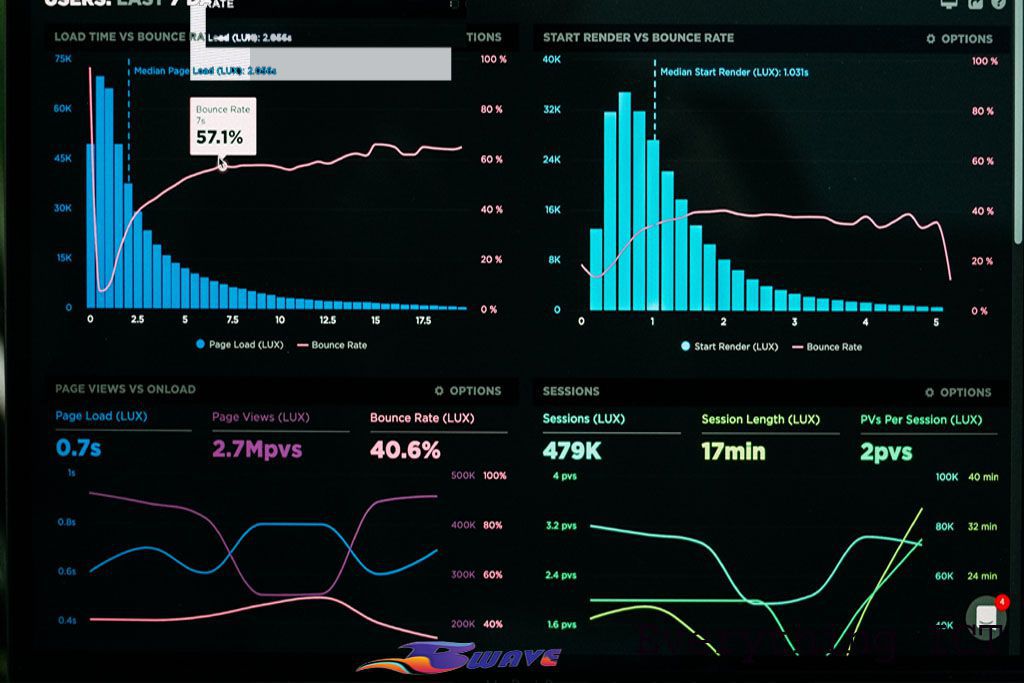 USERS: LAST 7 D
RATE
LOAD TIME VS BOUNCE RA
TIONS
Load (LUX): 2.056s
75K
100 %
Median Page Load (LUX): 2.056s
60K
80 %
Bounce Rate
7s
57.1%
45K
60 %
30K
40 %
15K
20 %
0
0 %
0 2.5 5 7.5 10 12.5 15 17.5
Page Load (LUX) Bounce Rate
START RENDER VS BOUNCE RATE
OPTIONS
40K
100 %
Median Start Render (LUX): 1.031s
32K
80 %
24K
60 %
16K
40 %
8K
20 %
0
0 %
0 1 2 3 4 5
Start Render (LUX) Bounce Rate
PAGE VIEWS VS ONLOAD
OPTIONS
Page Load (LUX) Page Views (LUX) Bounce Rate (LUX)
0.7s 2.7Mpvs 40.6%
1s
500K 100%
0.8s
400K 80%
0.6s
300K 60%
0.4s
200K 40%
SESSIONS
OPTIONS
Sessions (LUX) Session Length (LUX) PVs Per Session (LUX)
479K 17min 2pvs
4 pvs
100K 40 min
3.2 pvs
80K 32 min
2.4 pvs
60K 24 min
1.6 pvs
40K
4
BWAVE